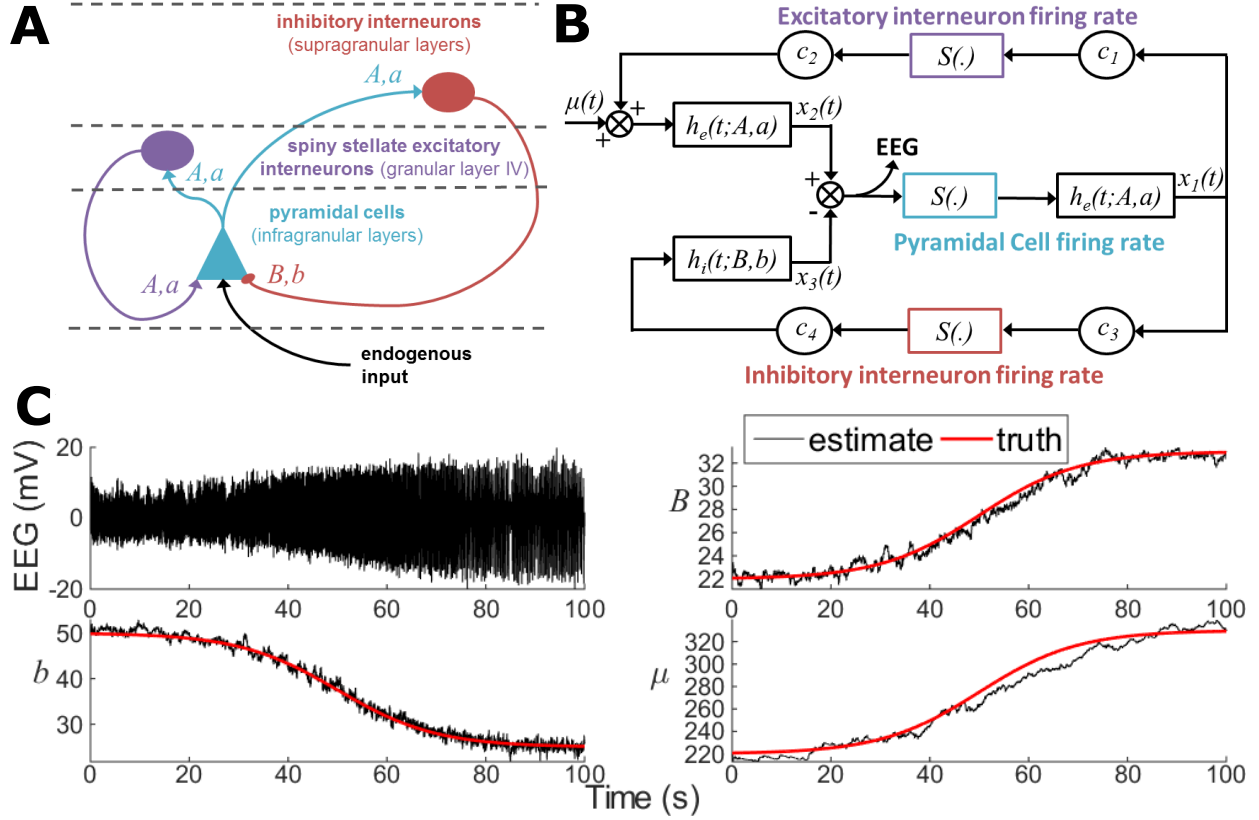 A
inhibitory interneurons
(supragranular layers)
A,a
spiny stellate excitatory
interneurons (granular layer IV)
A,a
pyramidal cells
(infragranular layers)
A,a
B,b
endogenous
input
B
Excitatory interneuron firing rate
c2
S(.)
c1
μ(t)
+
+
he(t;A,a)
x2(t)
EEG
+
-
S(.)
he(t;A,a)
x1(t)
Pyramidal Cell firing rate
hi(t;B,b)
x3(t)
c4
S(.)
c3
Inhibitory interneuron firing rate
C
EEG (mV)
20
0
-20
0 20 40 60 80 100
estimate truth
B
32
30
28
26
24
22
0 20 40 60 80 100
b
50
40
30
0 20 40 60 80 100
μ
320
300
280
260
240
220
0 20 40 60 80 100
Time (s)